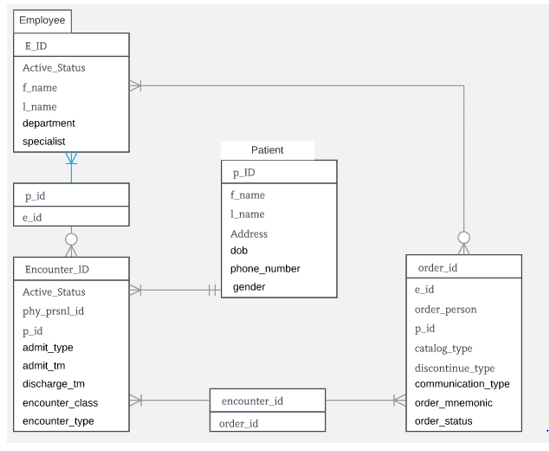 Employee
E_ID
Active_Status
f_name
l_name
department
specialist
p_id
e_id
Encounter_ID
Active_Status
phy_prsnl_id
p_id
admit_type
admit_tm
discharge_tm
encounter_class
encounter_type
Patient
p_ID
f_name
l_name
Address
dob
phone_number
gender
encounter_id
order_id
order_id
e_id
order_person
p_id
catalog_type
discontinue_type
communication_type
order_mnemonic
order_status